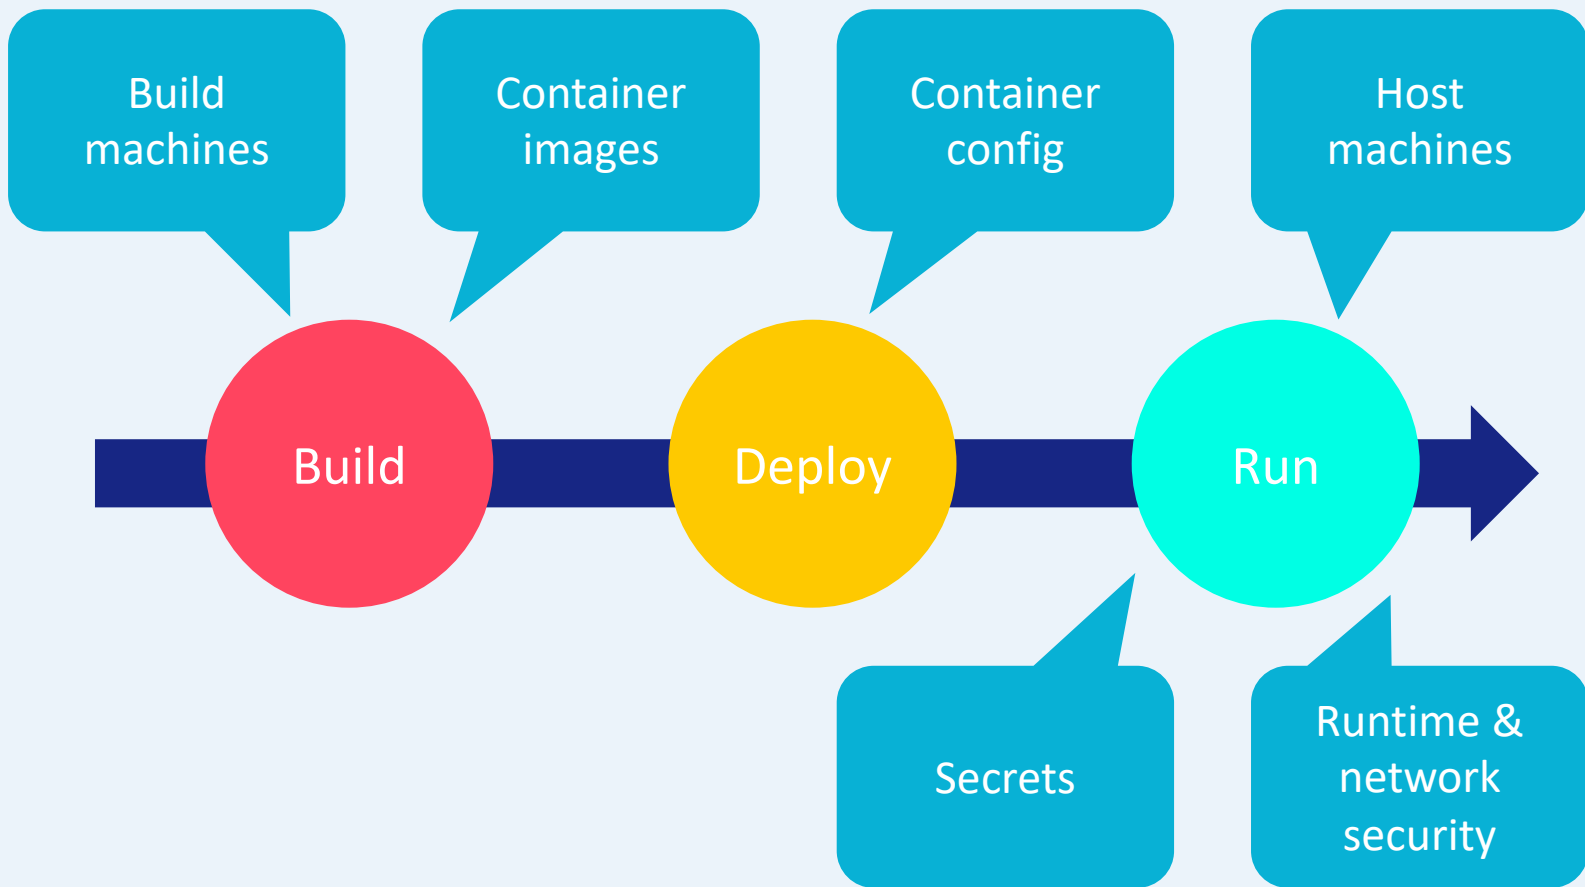 Build
machines
Container
images
Container
config
Host
machines
Build
Deploy
Run
Secrets
Runtime &
network
security